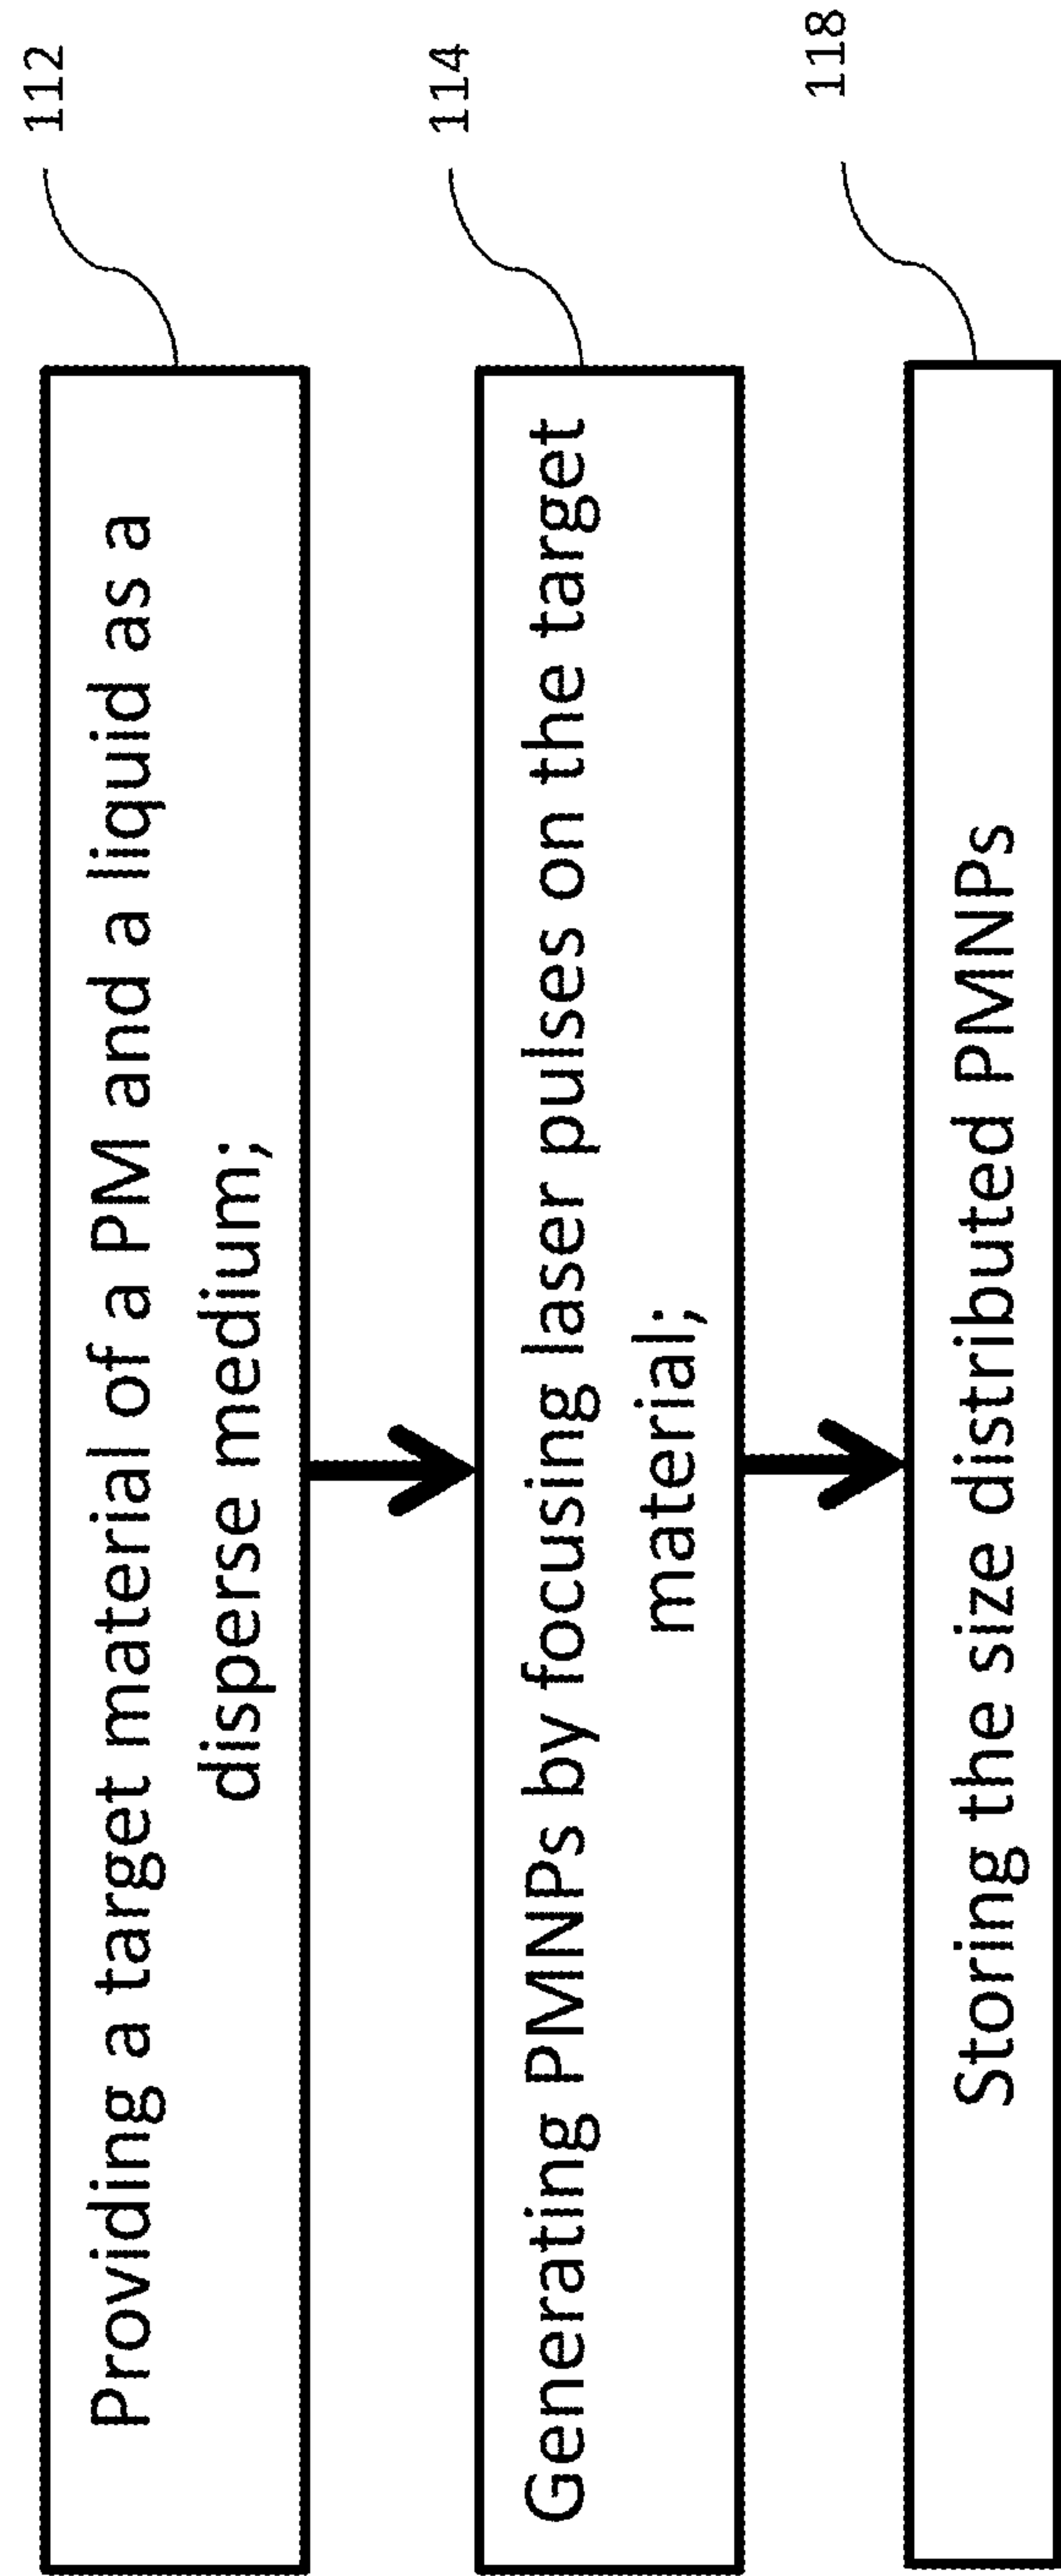 Providing a target material of a PM and a liquid as a
disperse medium;
112
Generating PMNPs by focusing laser pulses on the target
material;
114
Storing the size distributed PMNPs
118